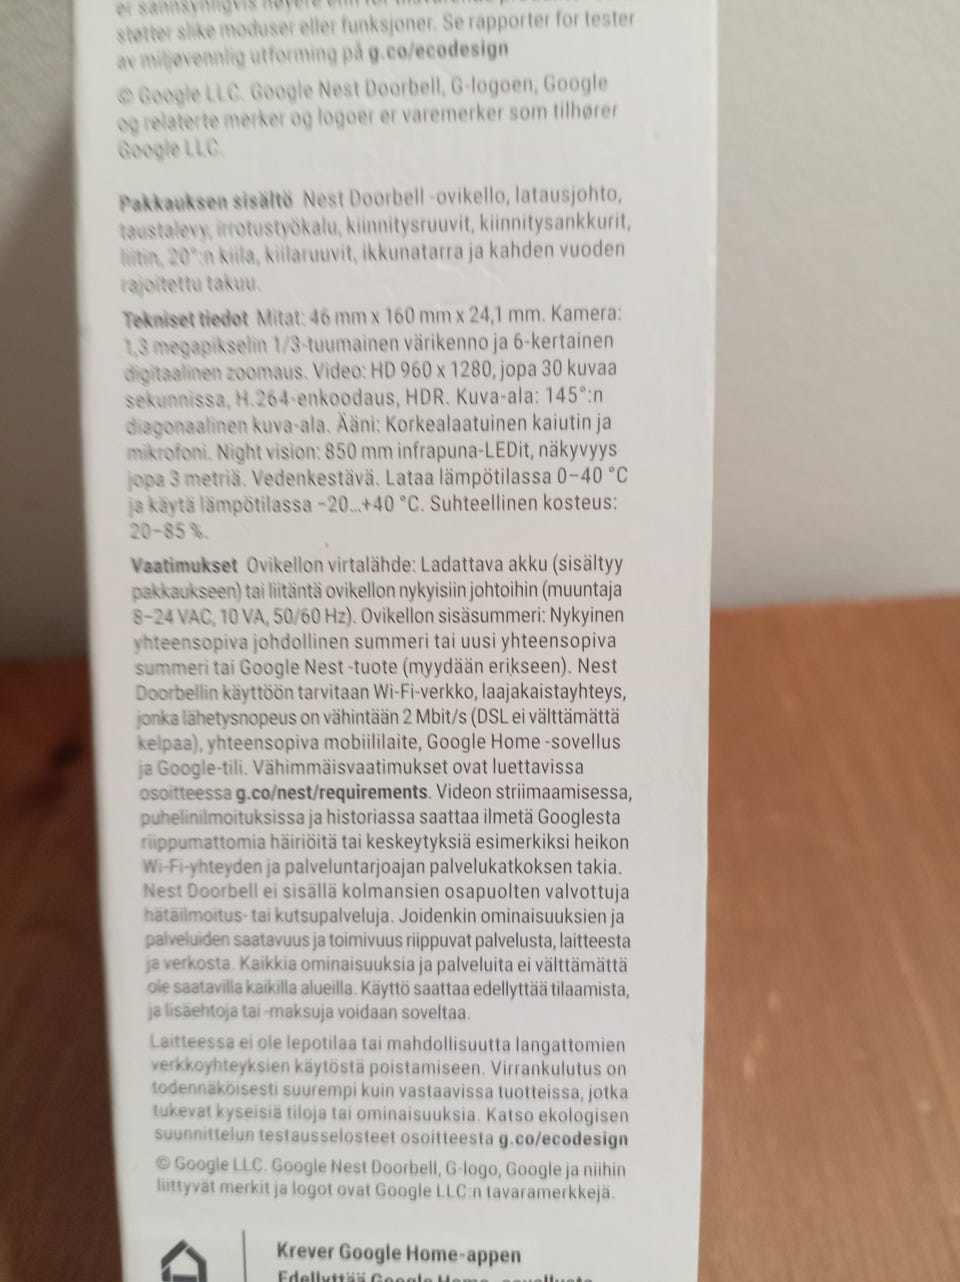 er sannsynligvis høyere enn for tilsvarende produkter som
støtter slike moduser eller funksjoner. Se rapporter for tester
av miljøvennlig utforming på g.co/ecodesign
© Google LLC. Google Nest Doorbell, G-logoen, Google
og relaterte merker og logoer er varemerker som tilhører
Google LLC.
Pakkauksen sisältö Nest Doorbell -ovikello, latausjohto,
taustalevy, irrotustyökalu, kiinnitysruuvit, kiinnitysankkurit,
liitin, 20°:n kiila, kiilaruuvit, ikkunatarra ja kahden vuoden
rajoitettu takuu.
Tekniset tiedot Mitat: 46 mm x 160 mm x 24,1 mm. Kamera:
1,3 megapikselin 1/3-tuumainen värikenno ja 6-kertainen
digitaalinen zoomaus. Video: HD 960 x 1280, jopa 30 kuvaa
sekunnissa, H.264-enkoodaus, HDR. Kuva-ala: 145°:n
diagonaalinen kuva-ala. Ääni: Korkealaatuinen kaiutin ja
mikrofoni. Night vision: 850 mm infrapuna-LEDit, näkyvyys
jopa 3 metriä. Vedenkestävä. Lataa lämpötilassa 0–40 °C
ja käytä lämpötilassa −20...+40 °C. Suhteellinen kosteus:
20–85 %.
Vaatimukset Ovikellon virtalähde: Ladattava akku (sisältyy
pakkaukseen) tai liitäntä ovikellon nykyisiin johtoihin (muuntaja
8–24 VAC, 10 VA, 50/60 Hz). Ovikellon sisäsummeri: Nykyinen
yhteensopiva johdollinen summeri tai uusi yhteensopiva
summeri tai Google Nest -tuote (myydään erikseen). Nest
Doorbellin käyttöön tarvitaan Wi-Fi-verkko, laajakaistayhteys,
jonka lähetysnopeus on vähintään 2 Mbit/s (DSL ei välttämättä
kelpaa), yhteensopiva mobiililaite, Google Home -sovellus
ja Google-tili. Vähimmäisvaatimukset ovat luettavissa
osoitteessa g.co/nest/requirements. Videon striimaamisessa,
puhelinilmoituksissa ja historiassa saattaa ilmetä Googlesta
riippumattomia häiriöitä tai keskeytyksiä esimerkiksi heikon
Wi-Fi-yhteyden ja palveluntarjoajan palvelukatkoksen takia.
Nest Doorbell ei sisällä kolmansien osapuolten valvottuja
hätäilmoitus- tai kutsupalveluja. Joidenkin ominaisuuksien ja
palveluiden saatavuus ja toimivuus riippuvat palvelusta, laitteesta
ja verkosta. Kaikkia ominaisuuksia ja palveluita ei välttämättä
ole saatavilla kaikilla alueilla. Käyttö saattaa edellyttää tilaamista,
ja lisäehtoja tai -maksuja voidaan soveltaa.
Laitteessa ei ole lepotilaa tai mahdollisuutta langattomien
verkkoyhteyksien käytöstä poistamiseen. Virrankulutus on
todennäköisesti suurempi kuin vastaavissa tuotteissa, jotka
tukevat kyseisiä tiloja tai ominaisuuksia. Katso ekologisen
suunnittelun testausselosteet osoitteesta g.co/ecodesign
© Google LLC. Google Nest Doorbell, G-logo, Google ja niihin
liittyvät merkit ja logot ovat Google LLC:n tavaramerkkejä.
Krever Google Home-appen
Edellyttää Google Home -sovellusta